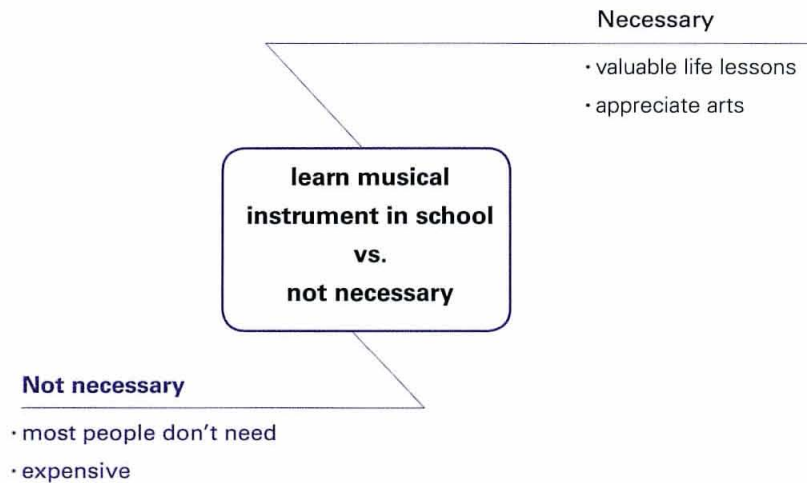 Necessary
· valuable life lessons
· appreciate arts
learn musical
instrument in school
vs.
not necessary
Not necessary
· most people don't need
· expensive